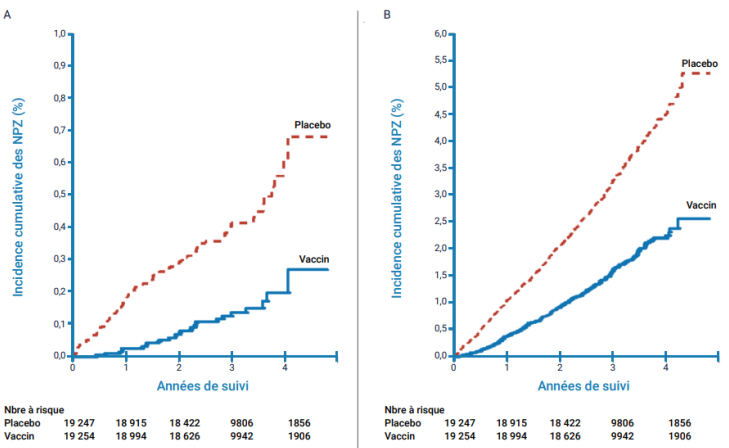 A
Incidence cumulative des NPZ (%)
1,0
0,9
0,8
0,7
0,6
0,5
0,4
0,3
0,2
0,1
0,0
Placebo
Vaccin
0 1 2 3 4
Années de suivi
Nbre à risque
Placebo 19 247 18 915 18 422 9806 1856
Vaccin 19 254 18 994 18 626 9942 1906
B
Incidence cumulative des NPZ (%)
6,0
5,5
5,0
4,5
4,0
3,5
3,0
2,5
2,0
1,5
1,0
0,5
0,0
Placebo
Vaccin
0 1 2 3 4
Années de suivi
Nbre à risque
Placebo 19 247 18 915 18 422 9806 1856
Vaccin 19 254 18 994 18 626 9942 1906